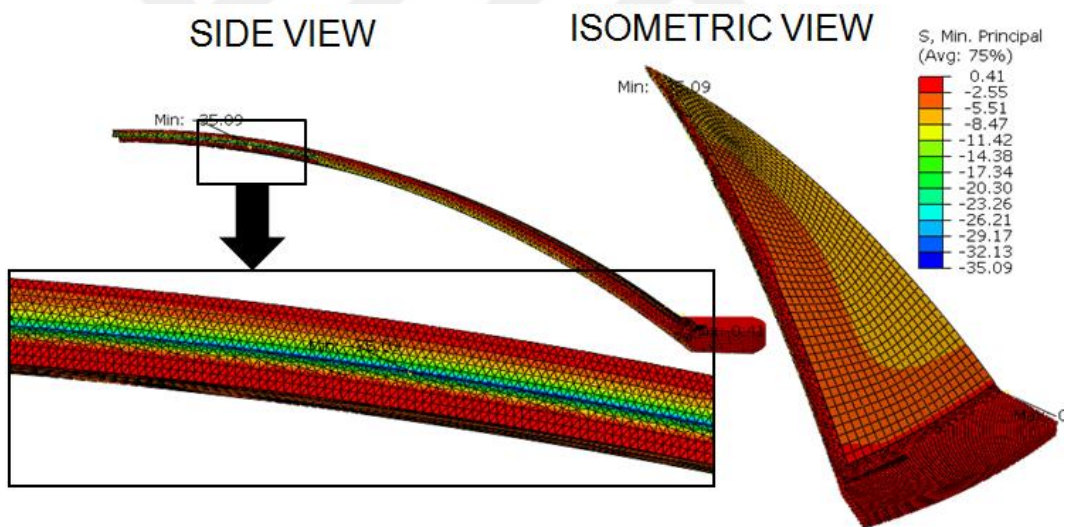 SIDE VIEW
ISOMETRIC VIEW
S, Min. Principal
(Avg: 75%)
0.41
-2.55
-5.51
-8.47
-11.42
-14.38
-17.34
-20.30
-23.26
-26.21
-29.17
-32.13
-35.09
Min: -35.09
Min: